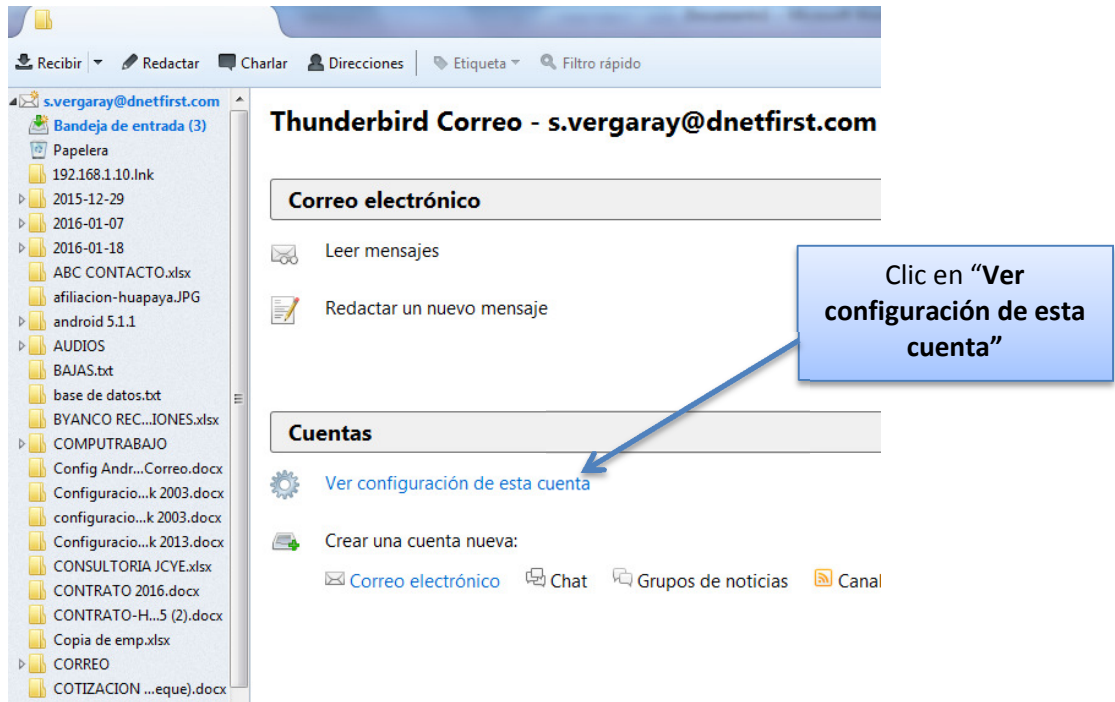 Recibir Redactar Charlar Direcciones Etiqueta Filtro rápido
s.vergaray@dnetfirst.com
Bandeja de entrada (3)
Papelera
192.168.1.10.lnk
2015-12-29
2016-01-07
2016-01-18
ABC CONTACTO.xlsx
afiliacion-huapaya.JPG
android 5.1.1
AUDIOS
BAJAS.txt
base de datos.txt
BYANCO REC...IONES.xlsx
COMPUTRABAJO
Config Andr...Correo.docx
Configuracio...k 2003.docx
configuracio...k 2003.docx
Configuracio...k 2013.docx
CONSULTORIA JCYE.xlsx
CONTRATO 2016.docx
CONTRATO-H...5 (2).docx
Copia de emp.xlsx
CORREO
COTIZACION ...eque).docx
Thunderbird Correo - s.vergaray@dnetfirst.com
Correo electrónico
Leer mensajes
Redactar un nuevo mensaje
Cuentas
Ver configuración de esta cuenta
Crear una cuenta nueva:
Correo electrónico Chat Grupos de noticias Canal
Clic en “Ver
configuración de esta
cuenta”